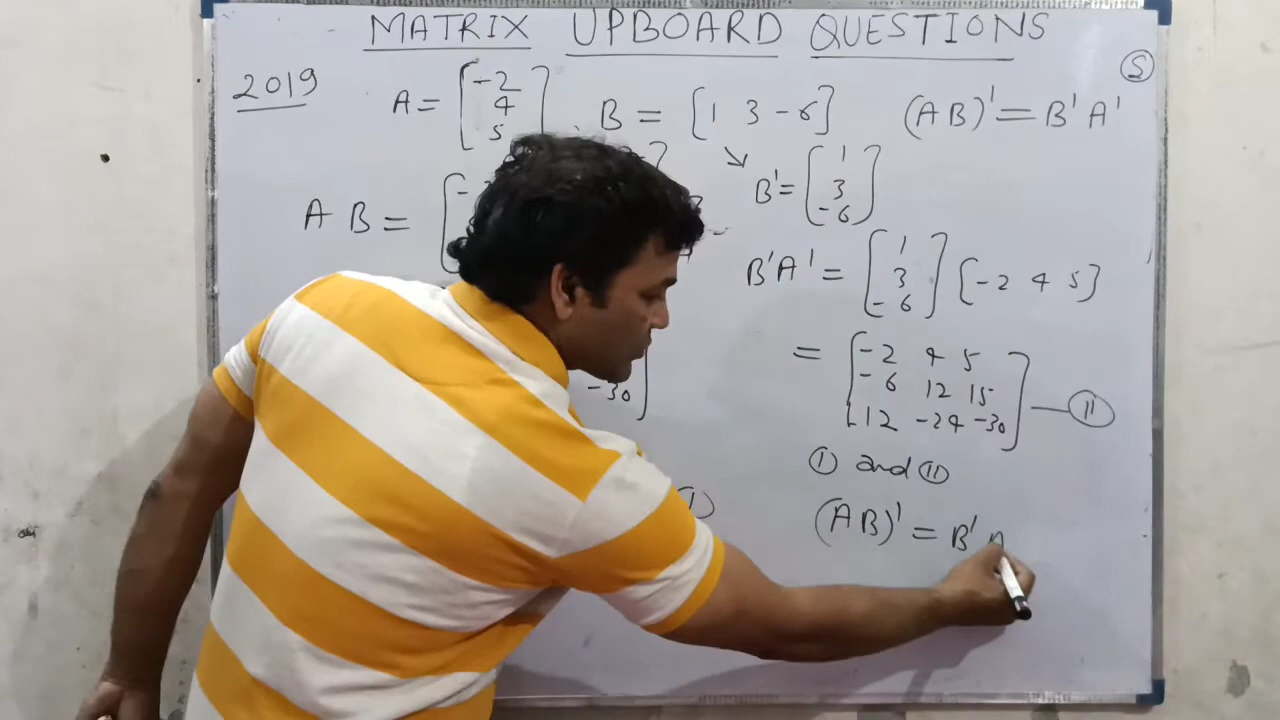 MATRIX UPBOARD QUESTIONS
5
2019
A = [-2 4 5], B = [1 3 -6] (AB)' = B'A'
B' = [1 3 -6]
AB = [-
B'A' = [1 3 -6] [-2 4 5]
= [-2 4 5
-6 12 15
12 -24 -30] — II
-30]
I and II
I
(AB)' = B' A